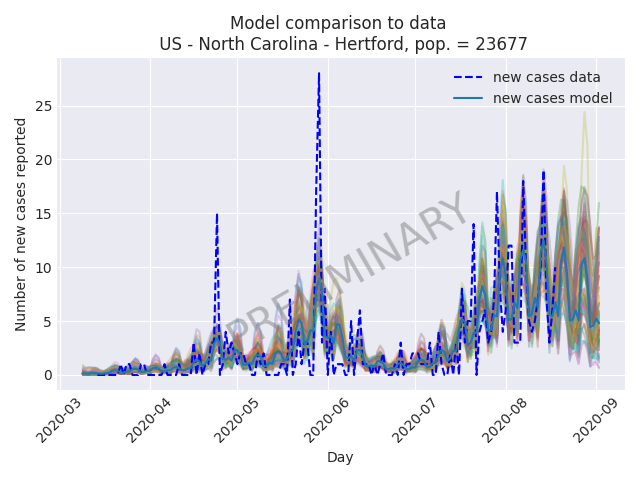 Model comparison to data
US - North Carolina - Hertford, pop. = 23677
new cases data
new cases model
PRELIMINARY
Number of new cases reported
25
20
15
10
5
0
2020-03
2020-04
2020-05
2020-06
2020-07
2020-08
2020-09
Day